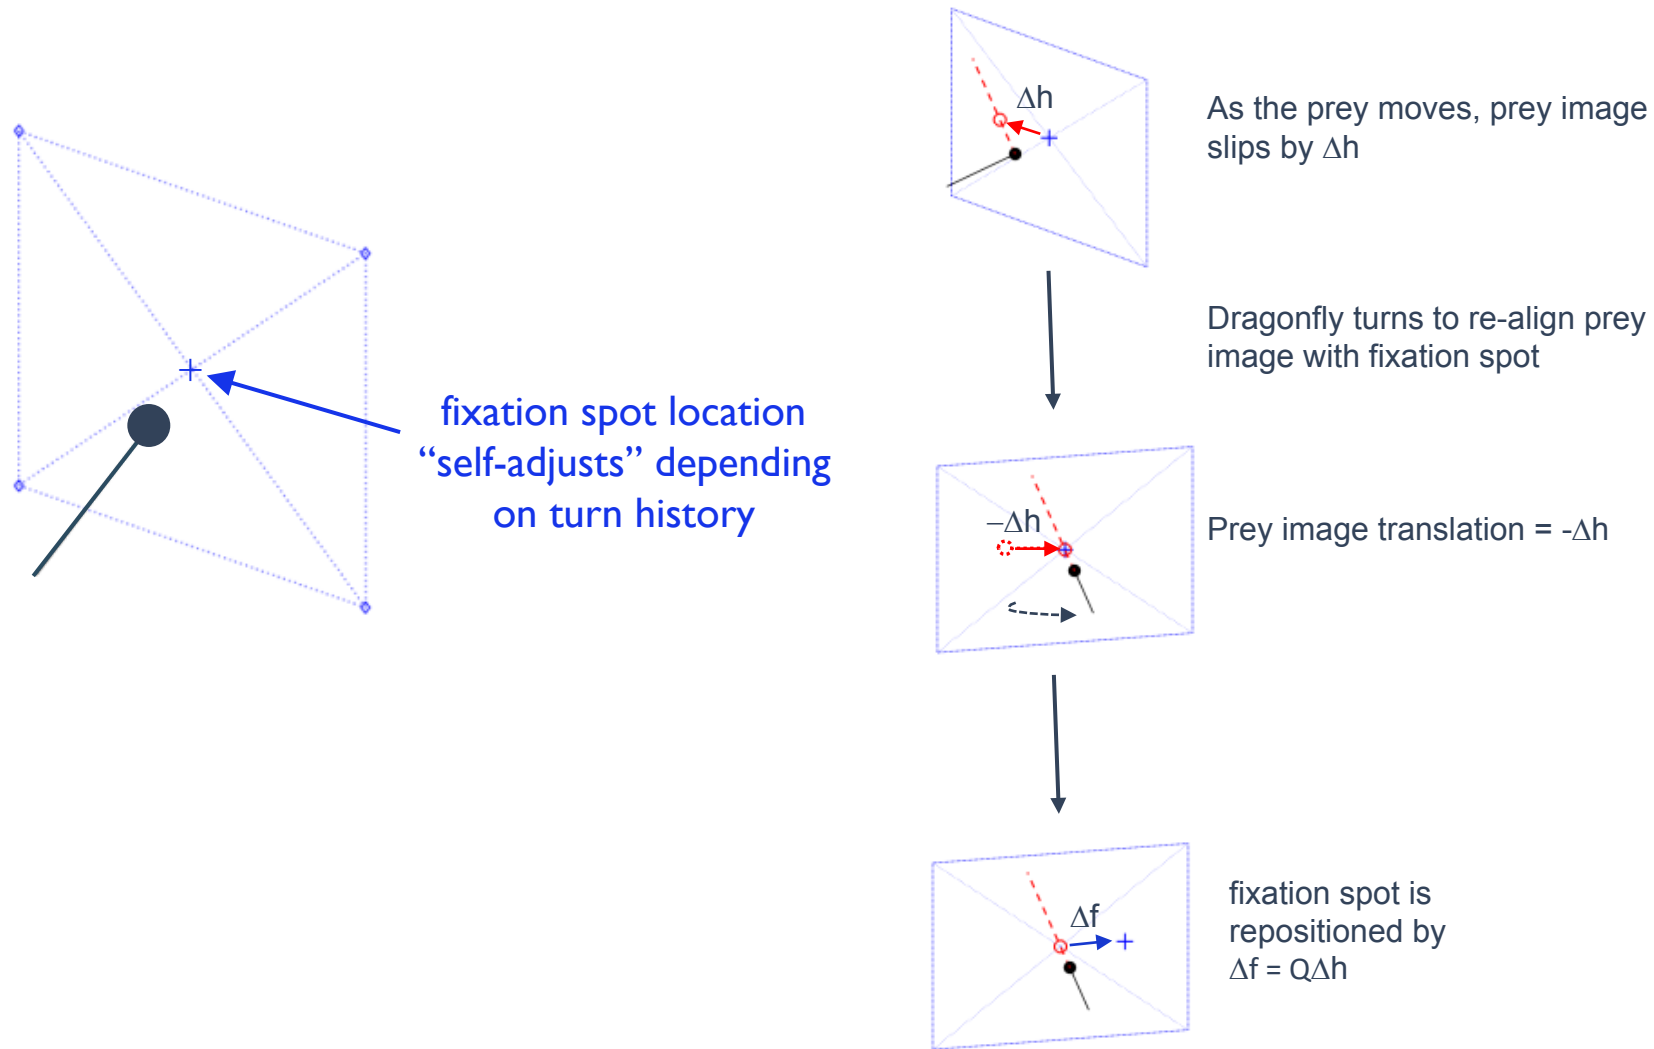 fixation spot location
“self-adjusts” depending
on turn history
Δh
As the prey moves, prey image
slips by Δh
Dragonfly turns to re-align prey
image with fixation spot
−Δh
Prey image translation = -Δh
Δf
fixation spot is
repositioned by
Δf = QΔh